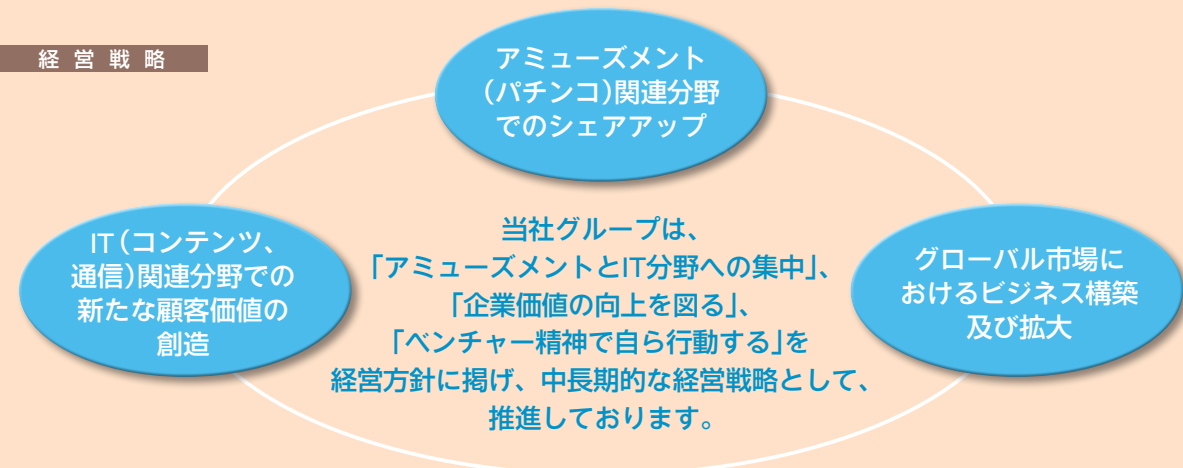 経営戦略
アミューズメント
（パチンコ）関連分野
でのシェアアップ
IT（コンテンツ、
通信）関連分野での
新たな顧客価値の
創造
当社グループは、
「アミューズメントとIT分野への集中」、
「企業価値の向上を図る」、
「ベンチャー精神で自ら行動する」を
経営方針に掲げ、中長期的な経営戦略として、
推進しております。
グローバル市場に
おけるビジネス構築
及び拡大